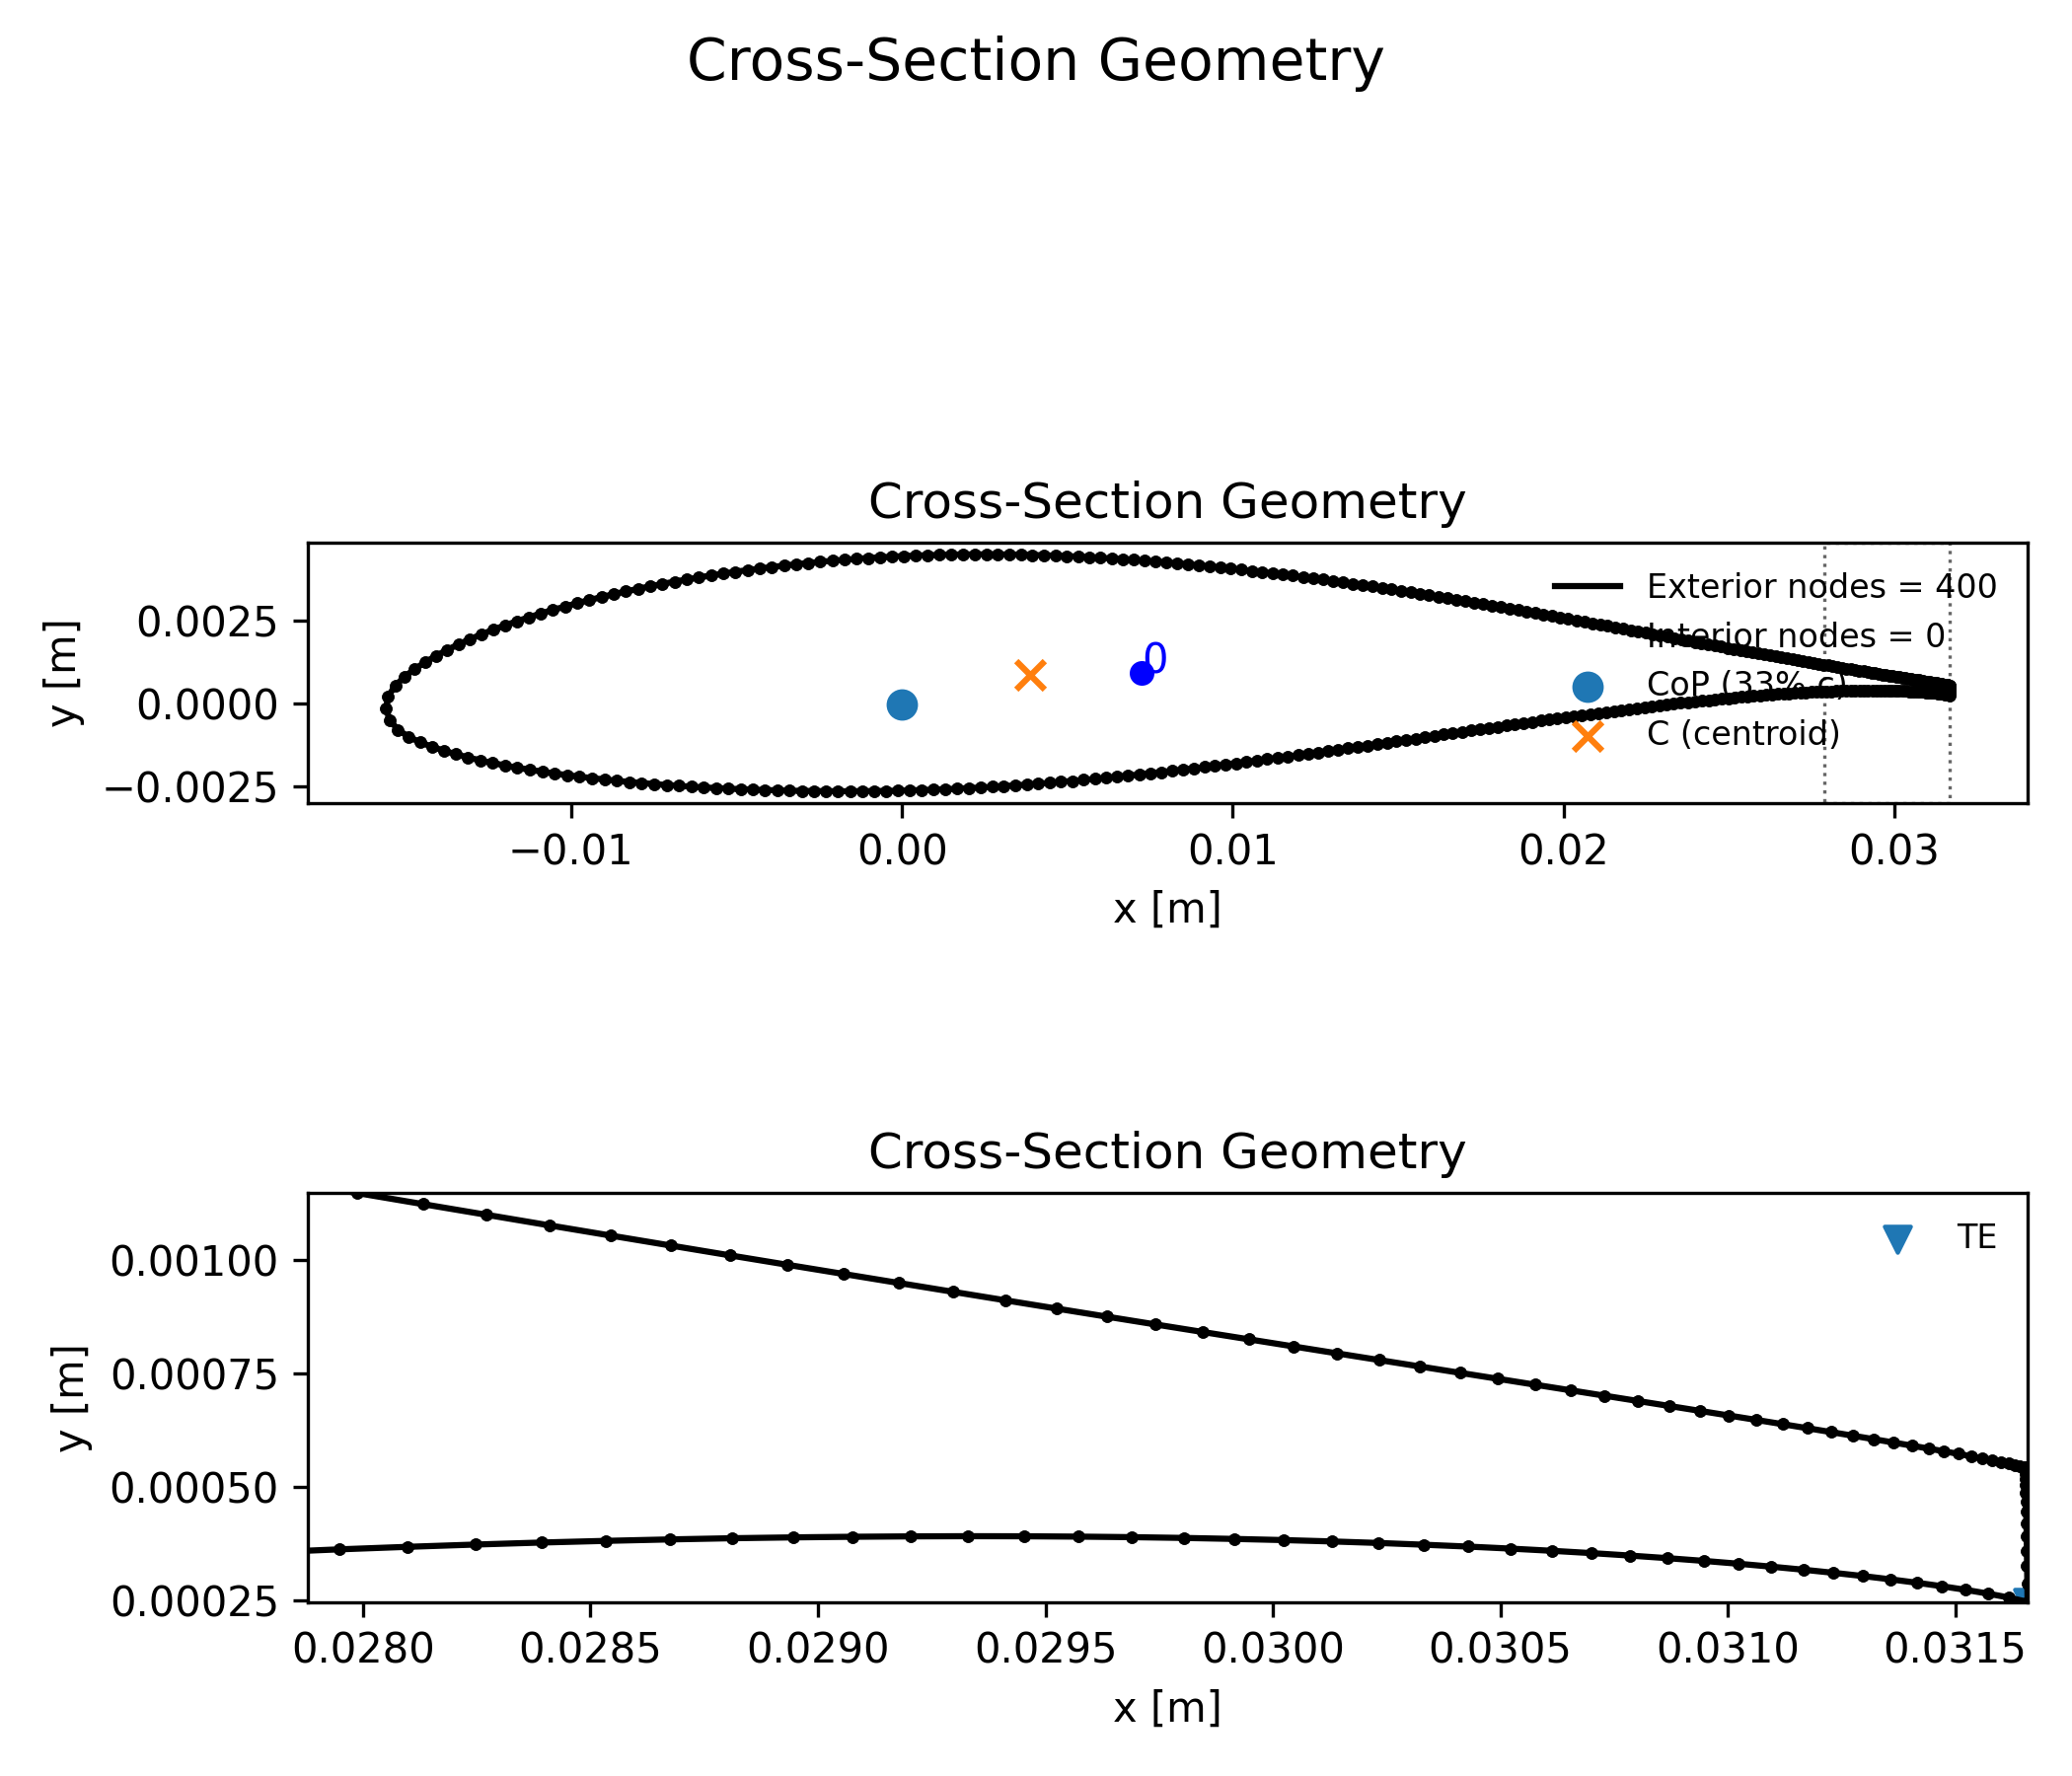 Cross-Section Geometry
Cross-Section Geometry
0.0025
0.0000
−0.0025
y [m]
0
Exterior nodes = 400
Interior nodes = 0
CoP (33% c)
C (centroid)
−0.01 0.00 0.01 0.02 0.03
x [m]
Cross-Section Geometry
TE
0.00100
0.00075
0.00050
0.00025
y [m]
0.0280 0.0285 0.0290 0.0295 0.0300 0.0305 0.0310 0.0315
x [m]